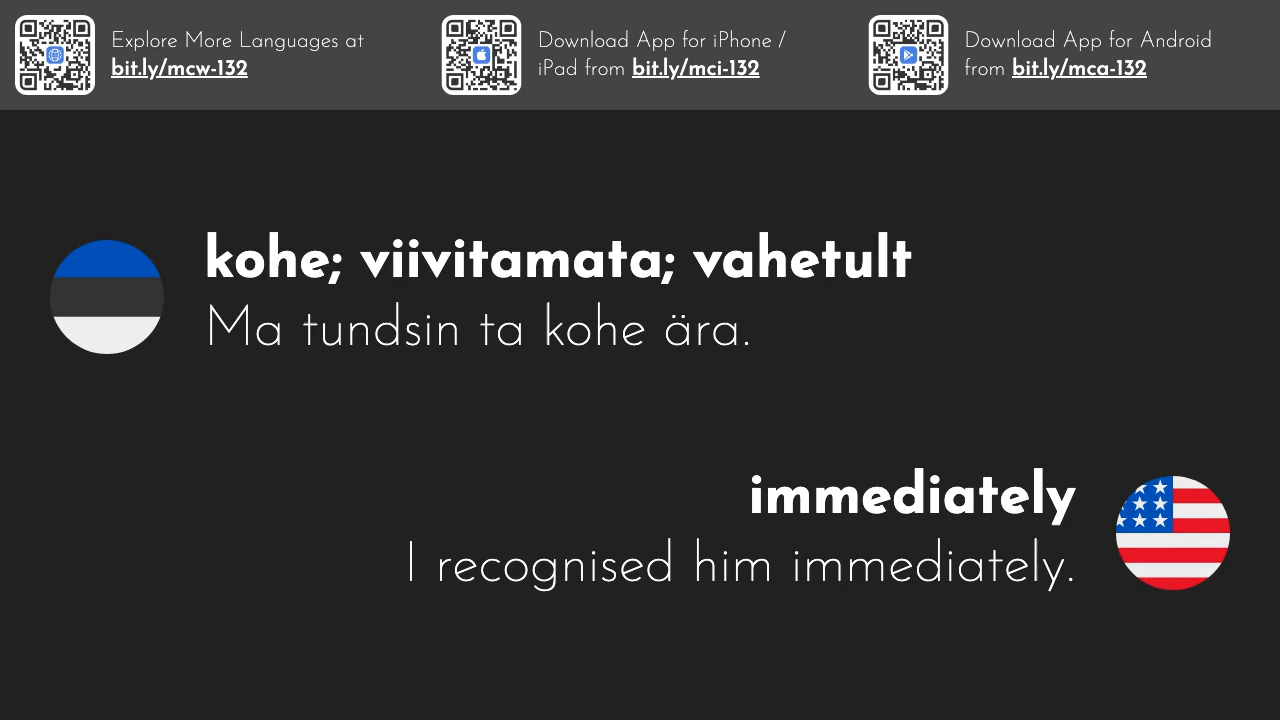 Explore More Languages at
bit.ly/mcw-132
Download App for iPhone /
iPad from bit.ly/mci-132
Download App for Android
from bit.ly/mca-132
kohe; viivitamata; vahetult
Ma tundsin ta kohe ära.
immediately
I recognised him immediately.